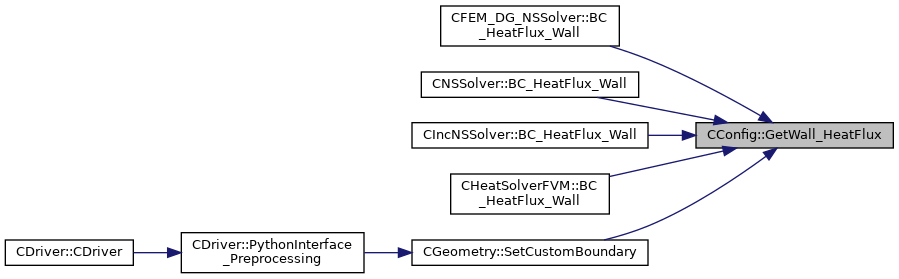 CFEM_DG_NSSolver::BC
_HeatFlux_Wall
CNSSolver::BC_HeatFlux_Wall
CIncNSSolver::BC_HeatFlux_Wall
CConfig::GetWall_HeatFlux
CHeatSolverFVM::BC
_HeatFlux_Wall
CDriver::CDriver
CDriver::PythonInterface
_Preprocessing
CGeometry::SetCustomBoundary